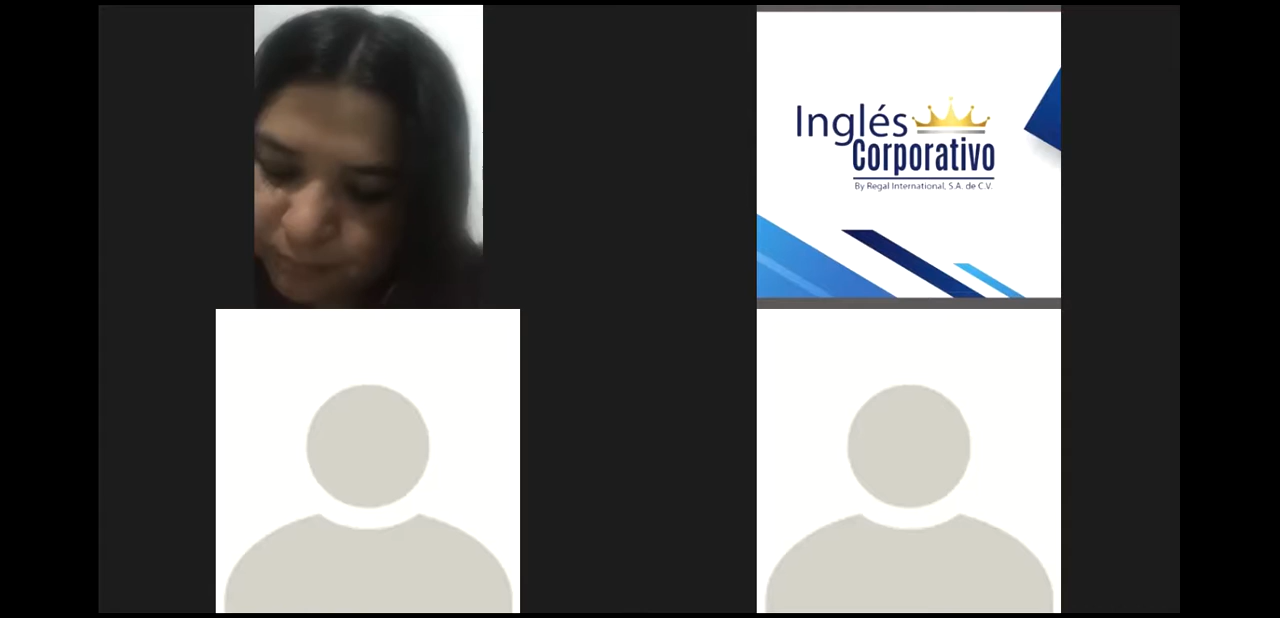 Inglés
Corporativo
By Regal International, S.A. de C.V.